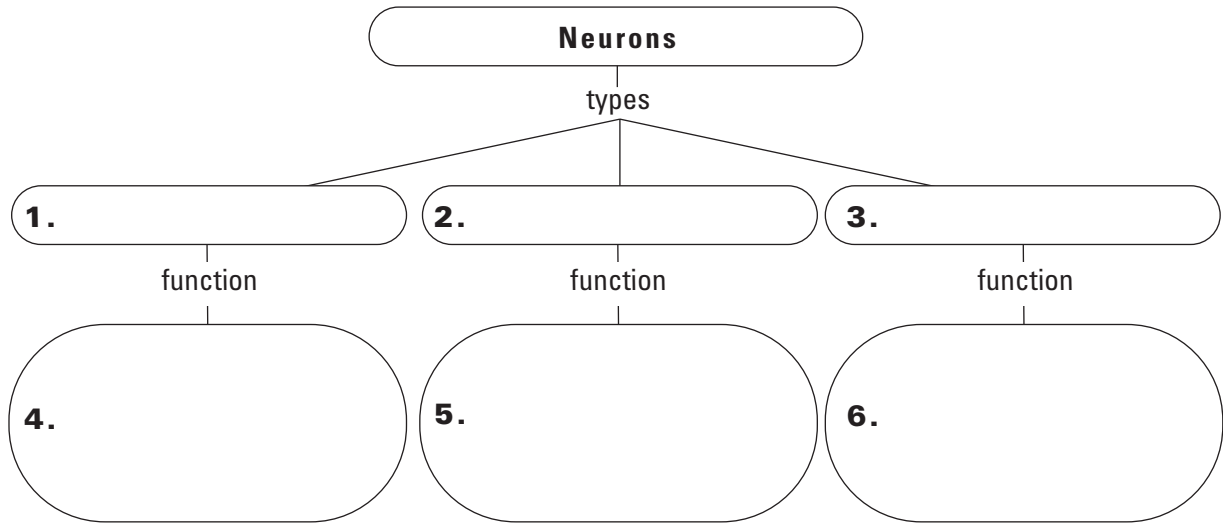 Neurons
types
1. 2. 3.
function function function
4. 5. 6.